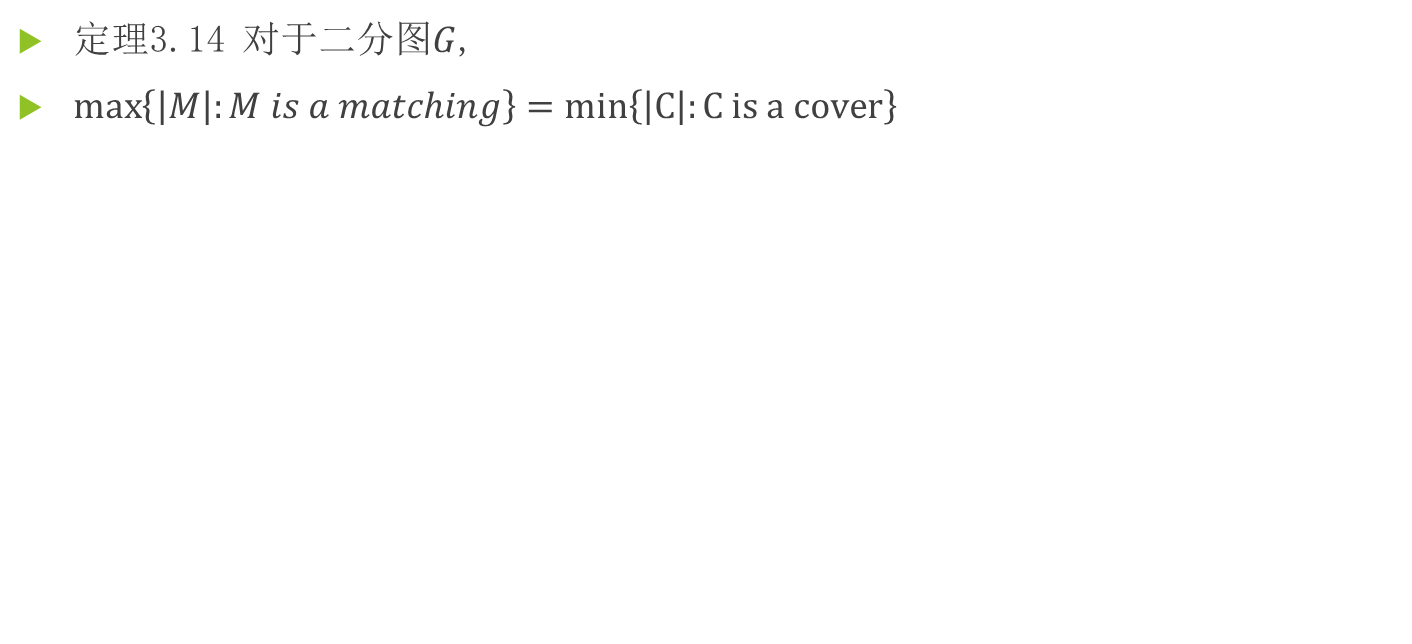 定理3.14 对于二分图G,
max{|M|: M is a matching} = min{|C|: C is a cover}